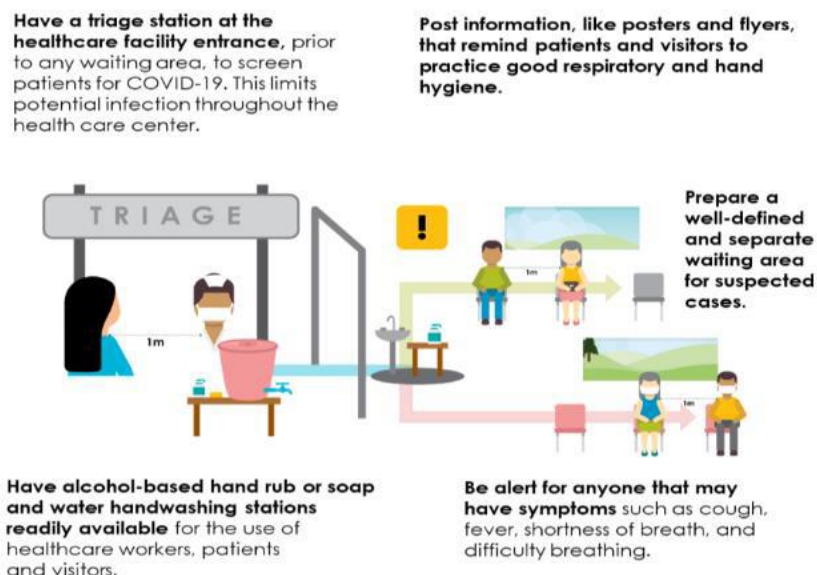 Have a triage station at the
healthcare facility entrance, prior
to any waiting area, to screen
patients for COVID-19. This limits
potential infection throughout the
health care center.
Post information, like posters and flyers,
that remind patients and visitors to
practice good respiratory and hand
hygiene.
TRIAGE
!
1m
1m
Prepare a
well-defined
and separate
waiting area
for suspected
cases.
1m
Have alcohol-based hand rub or soap
and water handwashing stations
readily available for the use of
healthcare workers, patients
and visitors.
Be alert for anyone that may
have symptoms such as cough,
fever, shortness of breath, and
difficulty breathing.